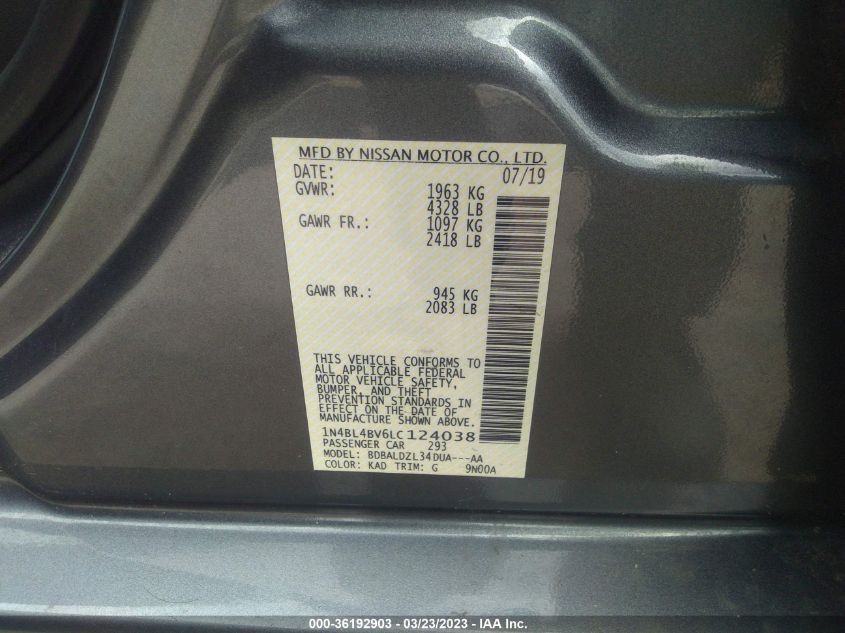 MFD BY NISSAN MOTOR CO., LTD.
DATE: 07/19
GVWR: 1963 KG
4328 LB
GAWR FR.: 1097 KG
2418 LB
GAWR RR.: 945 KG
2083 LB
THIS VEHICLE CONFORMS TO
ALL APPLICABLE FEDERAL
MOTOR VEHICLE SAFETY,
BUMPER, AND THEFT
PREVENTION STANDARDS IN
EFFECT ON THE DATE OF
MANUFACTURE SHOWN ABOVE.
1N4BL4BV6LC124038
PASSENGER CAR 293
MODEL: BDBALDZL34DUA---AA
COLOR: KAD TRIM: G 9N00A
000-36192903 - 03/23/2023 - IAA Inc.